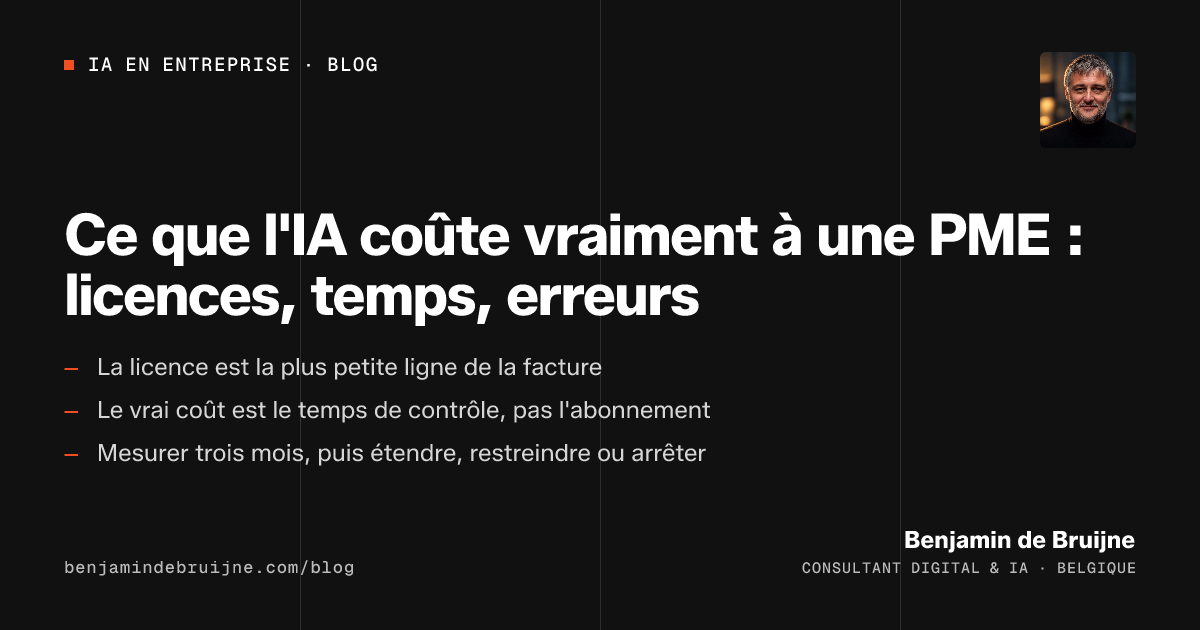 IA EN ENTREPRISE · BLOG
Ce que l'IA coûte vraiment à une PME :
licences, temps, erreurs
– La licence est la plus petite ligne de la facture
– Le vrai coût est le temps de contrôle, pas l'abonnement
– Mesurer trois mois, puis étendre, restreindre ou arrêter
Benjamin de Bruijne
benjamindebruijne.com/blog
CONSULTANT DIGITAL & IA · BELGIQUE